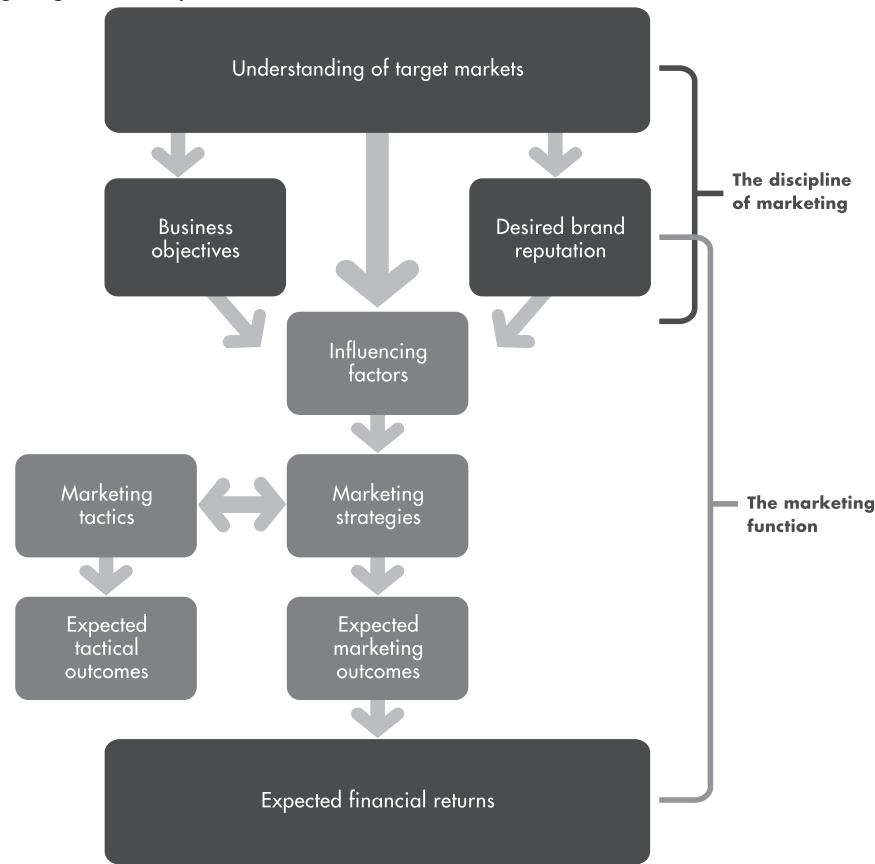 Understanding of target markets
The discipline
of marketing
Business
objectives
Desired brand
reputation
Influencing
factors
Marketing
tactics
Marketing
strategies
The marketing
function
Expected
tactical
outcomes
Expected
marketing
outcomes
Expected financial returns